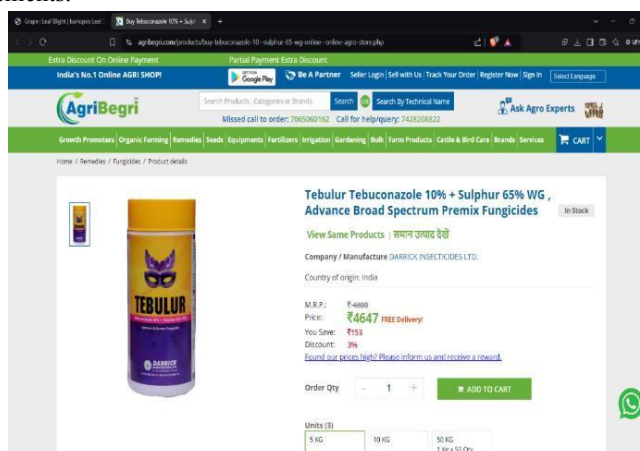 ements.
Grape: Leaf Blight | Isariopsis Leaf
Buy Tebuconazole 10% + Sulp
agribegri.com/products/buy-tebuconazole-10--sulphur-65-wg-online--online-agro-store.php
Extra Discount On Online Payment Partial Payment Extra Discount
India's No.1 Online AGRI SHOP! Google Play Be A Partner Seller Login | Sell with Us | Track Your Order | Register Now | Sign In Select Language
AgriBegri Search Products, Categories or Brands Search Search By Technical Name Ask Agro Experts
Missed call to order: 7065060162 Call for help/query: 7428208822
Growth Promoters Organic Farming Remedies Seeds Equipments Fertilizers Irrigation Gardening Bulk Farm Products Cattle & Bird Care Brands Services CART
Home / Remedies / Fungicides / Product details
Tebulur Tebuconazole 10% + Sulphur 65% WG ,
Advance Broad Spectrum Premix Fungicides In Stock
View Same Products | समान उत्पाद देखें
Company / Manufacture DARRICK INSECTICIDES LTD.
Country of origin: India
M.R.P.: ₹ 4800
Price: ₹4647 FREE Delivery!
You Save: ₹153
Discount: 3%
Found our prices high? Please inform us and receive a reward.
Order Qty - 1 + ADD TO CART
Units (3)
5 KG 10 KG 50 KG
1 Kg x 50 Qty
TEBULUR
DARRICK